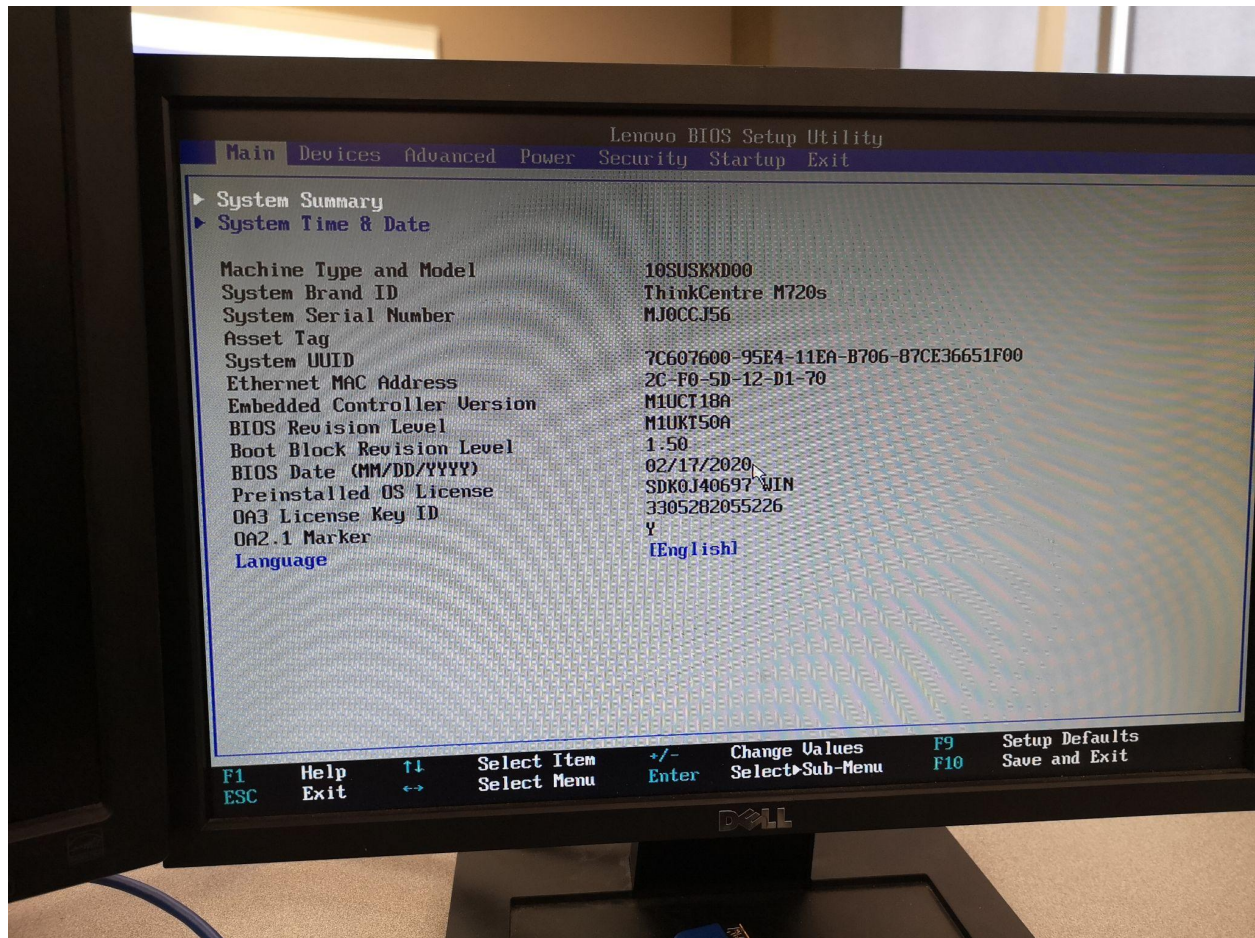 Lenovo BIOS Setup Utility
Main Devices Advanced Power Security Startup Exit
System Summary
System Time & Date
Machine Type and Model 10SUSKXD00
System Brand ID ThinkCentre M720s
System Serial Number MJ0CCJ56
Asset Tag
System UUID 7C607600-95E4-11EA-B706-87CE36651F00
Ethernet MAC Address 2C-F0-5D-12-D1-70
Embedded Controller Version M1UCT18A
BIOS Revision Level M1UKT50A
Boot Block Revision Level 1.50
BIOS Date (MM/DD/YYYY) 02/17/2020
Preinstalled OS License SDK0J40697 WIN
OA3 License Key ID 3305282055226
OA2.1 Marker Y
Language [English]
F1 Help ↑↓ Select Item +/- Change Values F9 Setup Defaults
ESC Exit ←→ Select Menu Enter Select▶Sub-Menu F10 Save and Exit
DELL